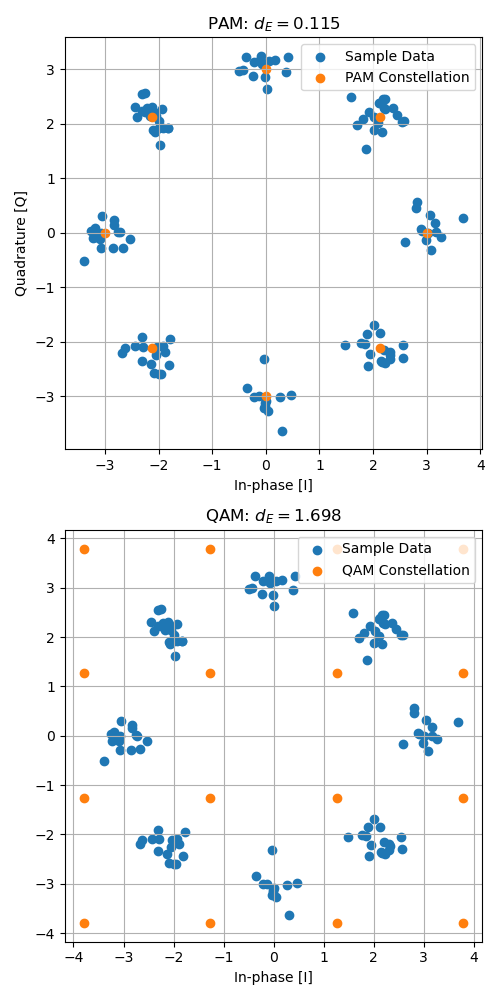 PAM: d_E = 0.115
Sample Data
PAM Constellation
Quadrature [Q]
3
2
1
0
−1
−2
−3
−3 −2 −1 0 1 2 3 4
In-phase [I]
QAM: d_E = 1.698
Sample Data
QAM Constellation
4
3
2
1
0
−1
−2
−3
−4
−4 −3 −2 −1 0 1 2 3 4
In-phase [I]